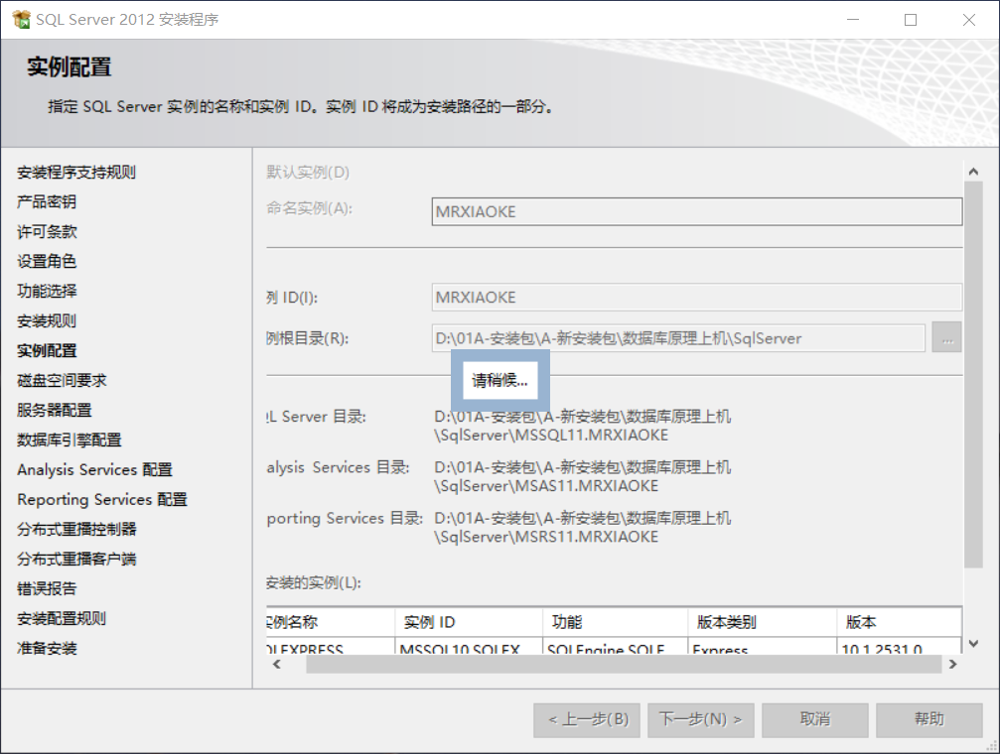 SQL Server 2012 安装程序
实例配置
指定 SQL Server 实例的名称和实例 ID。实例 ID 将成为安装路径的一部分。
安装程序支持规则
产品密钥
许可条款
设置角色
功能选择
安装规则
实例配置
磁盘空间要求
服务器配置
数据库引擎配置
Analysis Services 配置
Reporting Services 配置
分布式重播控制器
分布式重播客户端
错误报告
安装配置规则
准备安装
默认实例(D)
命名实例(A): MRXIAOKE
例 ID(I): MRXIAOKE
例根目录(R): D:\01A-安装包\A-新安装包\数据库原理上机\SqlServer ...
请稍候...
QL Server 目录: D:\01A-安装包\A-新安装包\数据库原理上机
\SqlServer\MSSQL11.MRXIAOKE
alysis Services 目录: D:\01A-安装包\A-新安装包\数据库原理上机
\SqlServer\MSAS11.MRXIAOKE
porting Services 目录: D:\01A-安装包\A-新安装包\数据库原理上机
\SqlServer\MSRS11.MRXIAOKE
安装的实例(L):
实例名称 实例 ID 功能 版本类别 版本
QLEXPRESS MSSQL10.SQLEX SQLEngine,SQLE Express 10.1.2531.0
< 上一步(B) 下一步(N) > 取消 帮助